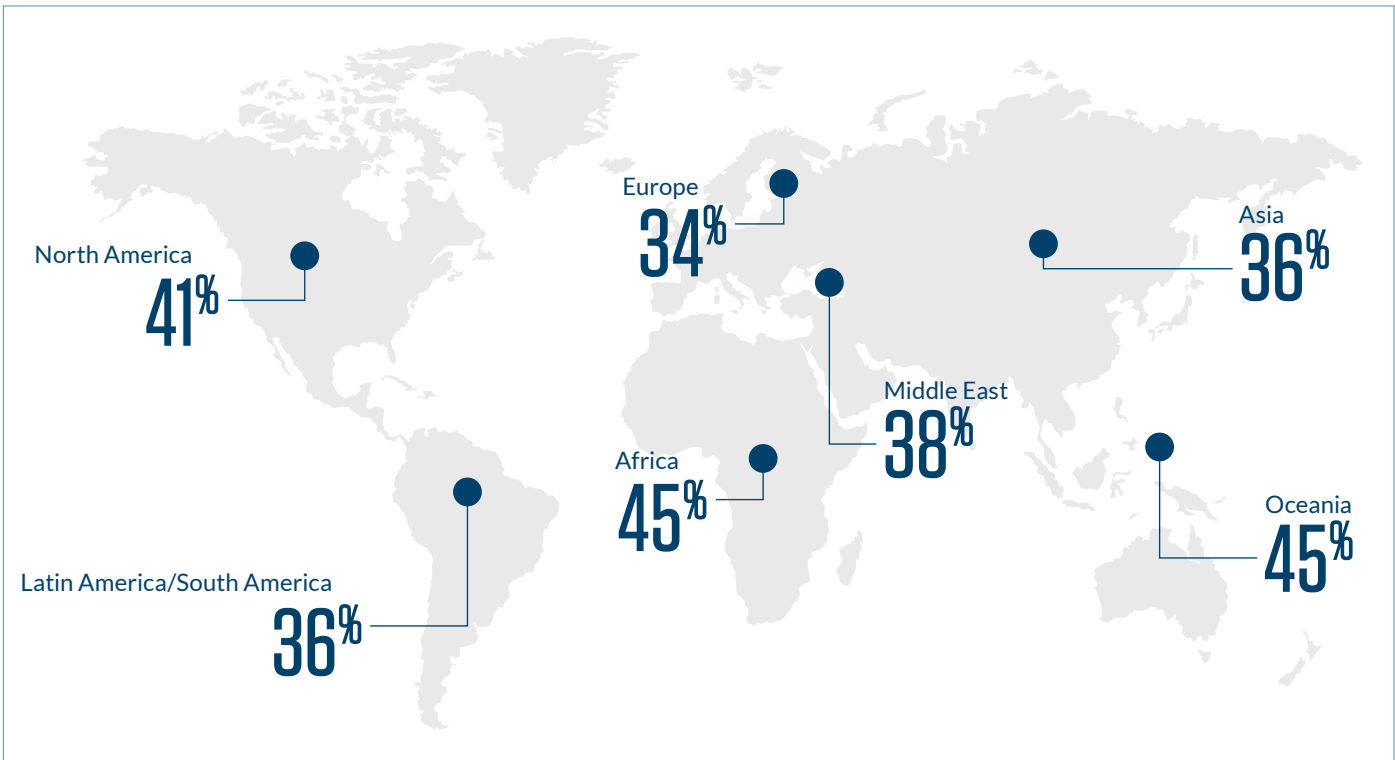 Europe
34%
Asia
36%
North America
41%
Middle East
38%
Africa
45%
Oceania
45%
Latin America/South America
36%